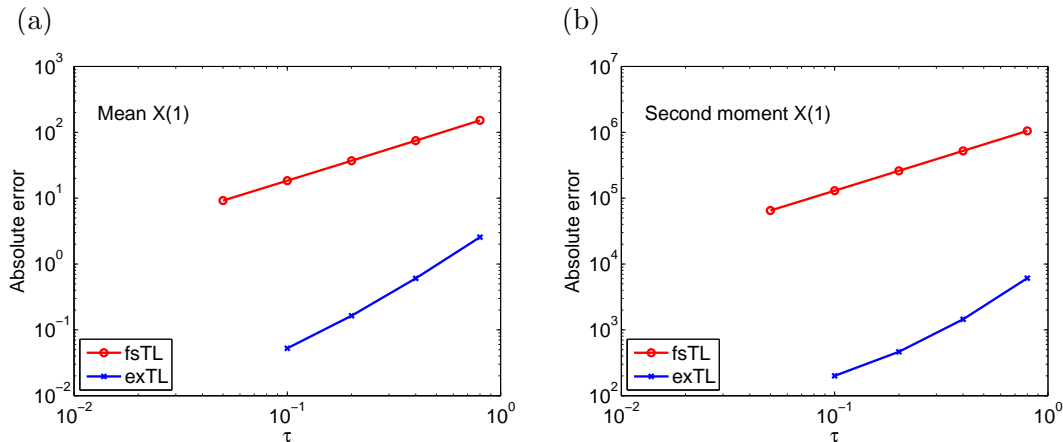 (a)
(b)
10^3
10^2
10^1
10^0
10^−1
10^−2
Absolute error
Mean X(1)
fsTL
exTL
10^−2
10^−1
10^0
τ
10^7
10^6
10^5
10^4
10^3
10^2
Absolute error
Second moment X(1)
fsTL
exTL
10^−2
10^−1
10^0
τ